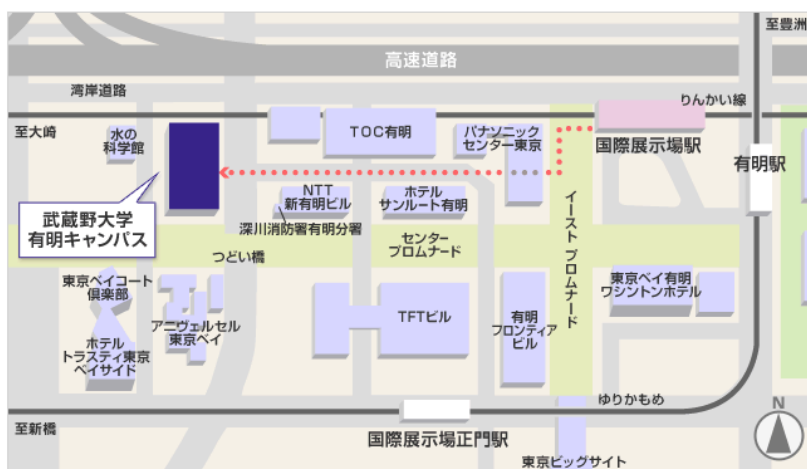 至豊洲
高速道路
湾岸道路
りんかい線
至大崎
水の
科学館
TOC有明
パナソニック
センター東京
国際展示場駅
有明駅
武蔵野大学
有明キャンパス
NTT
新有明ビル
ホテル
サンルート有明
深川消防署有明分署
イースト プロムナード
つどい橋
センター
プロムナード
東京ベイコート
倶楽部
アニヴェルセル
東京ベイ
ホテル
トラスティ東京
ベイサイド
TFTビル
有明
フロンティア
ビル
東京ベイ有明
ワシントンホテル
ゆりかもめ
N
至新橋
国際展示場正門駅
東京ビッグサイト